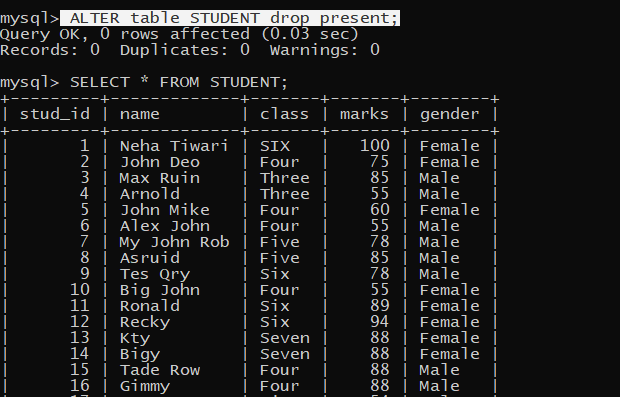 mysql> ALTER table STUDENT drop present;
Query OK, 0 rows affected (0.03 sec)
Records: 0  Duplicates: 0  Warnings: 0
mysql> SELECT * FROM STUDENT;
+---------+-------------+-------+-------+--------+
| stud_id | name        | class | marks | gender |
+---------+-------------+-------+-------+--------+
|       1 | Neha Tiwari | SIX   |   100 | Female |
|       2 | John Deo    | Four  |    75 | Female |
|       3 | Max Ruin    | Three |    85 | Male   |
|       4 | Arnold      | Three |    55 | Male   |
|       5 | John Mike   | Four  |    60 | Female |
|       6 | Alex John   | Four  |    55 | Male   |
|       7 | My John Rob | Five  |    78 | Male   |
|       8 | Asruid      | Five  |    85 | Male   |
|       9 | Tes Qry     | Six   |    78 | Male   |
|      10 | Big John    | Four  |    55 | Female |
|      11 | Ronald      | Six   |    89 | Female |
|      12 | Recky       | Six   |    94 | Female |
|      13 | Kty         | Seven |    88 | Female |
|      14 | Bigy        | Seven |    88 | Female |
|      15 | Tade Row    | Four  |    88 | Male   |
|      16 | Gimmy       | Four  |    88 | Male   |